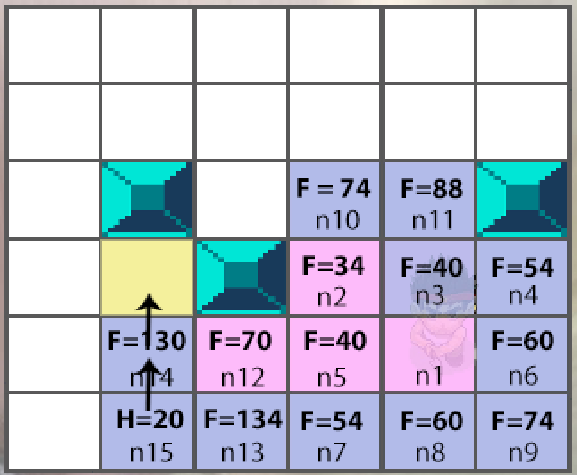 F = 74
n10
F=88
n11
F=34
n2
F=40
n3
F=54
n4
F=130
n14
F=70
n12
F=40
n5
n1
F=60
n6
H=20
n15
F=134
n13
F=54
n7
F=60
n8
F=74
n9